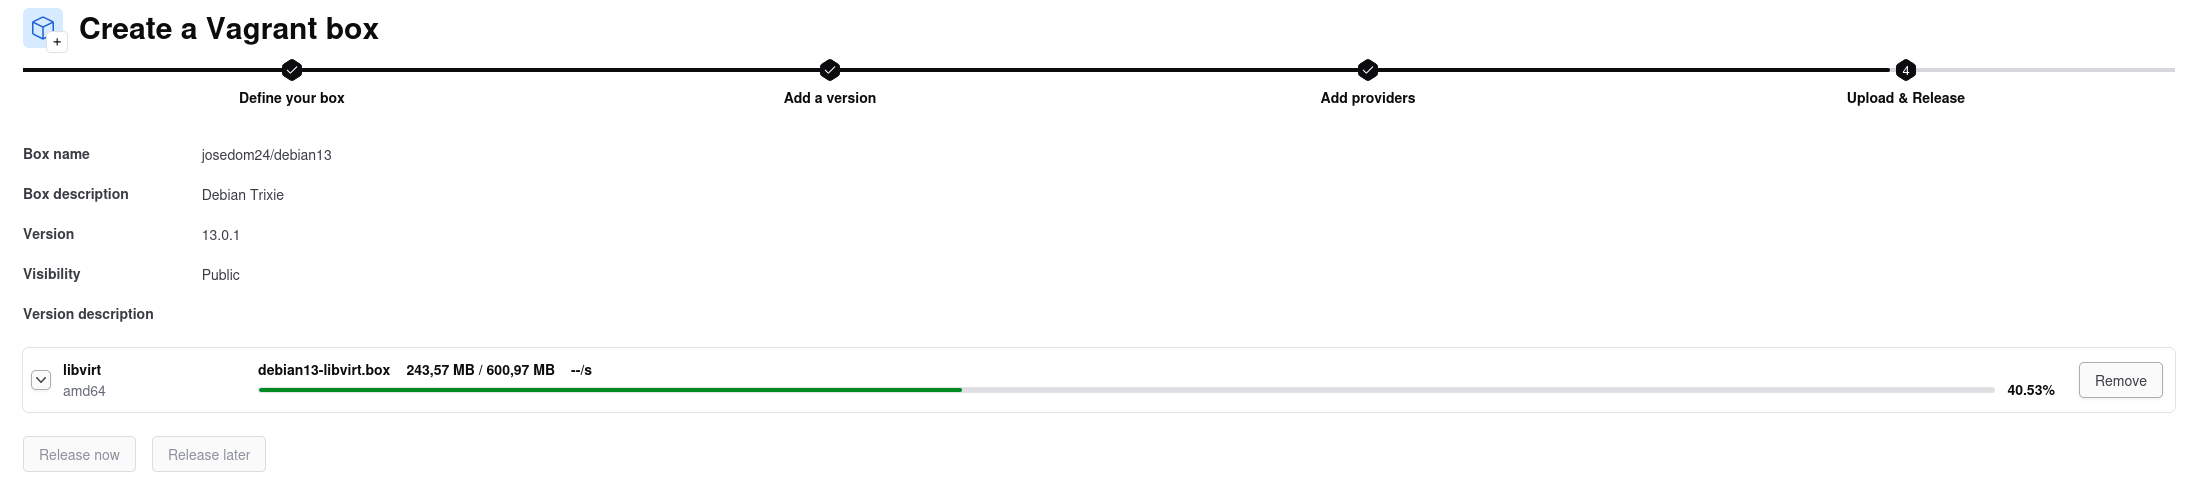 Create a Vagrant box
4
Define your box Add a version Add providers Upload & Release
Box name josedom24/debian13
Box description Debian Trixie
Version 13.0.1
Visibility Public
Version description
libvirt debian13-libvirt.box 243,57 MB / 600,97 MB --/s
amd64 40.53% Remove
Release now Release later